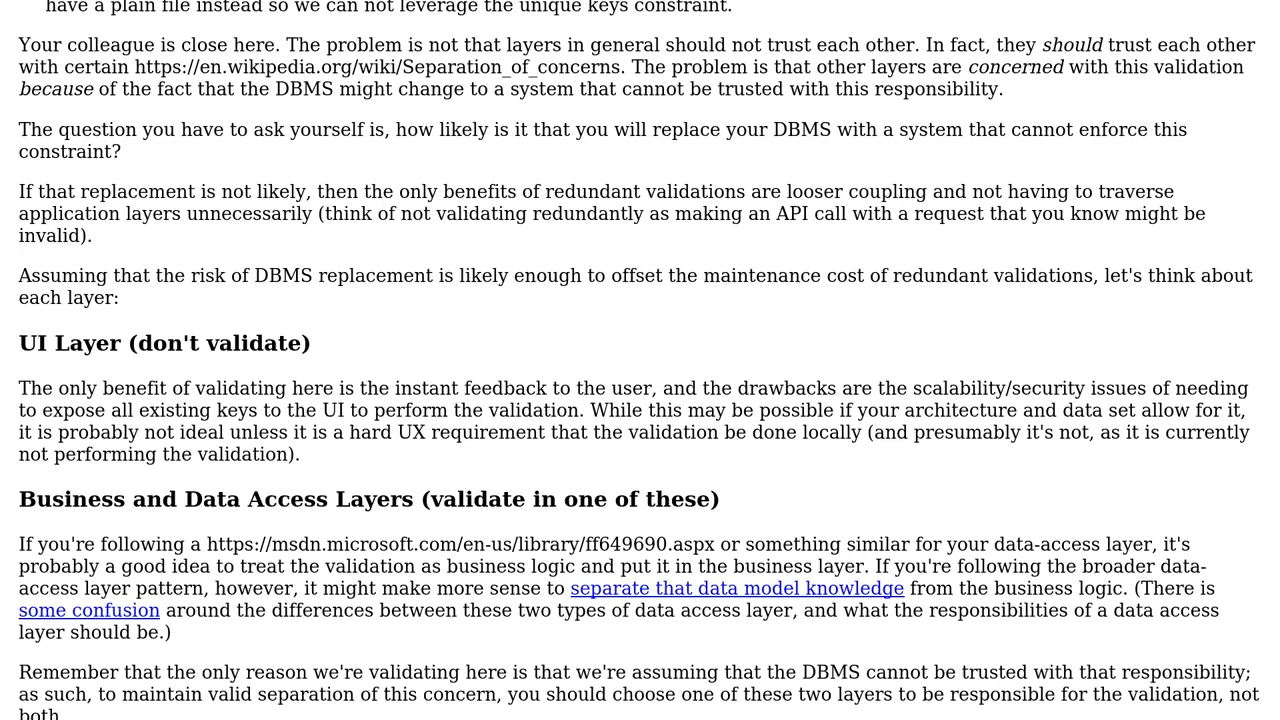 have a plain file instead so we can not leverage the unique keys constraint.
Your colleague is close here. The problem is not that layers in general should not trust each other. In fact, they should trust each other
with certain https://en.wikipedia.org/wiki/Separation_of_concerns. The problem is that other layers are concerned with this validation
because of the fact that the DBMS might change to a system that cannot be trusted with this responsibility.
The question you have to ask yourself is, how likely is it that you will replace your DBMS with a system that cannot enforce this
constraint?
If that replacement is not likely, then the only benefits of redundant validations are looser coupling and not having to traverse
application layers unnecessarily (think of not validating redundantly as making an API call with a request that you know might be
invalid).
Assuming that the risk of DBMS replacement is likely enough to offset the maintenance cost of redundant validations, let's think about
each layer:
UI Layer (don't validate)
The only benefit of validating here is the instant feedback to the user, and the drawbacks are the scalability/security issues of needing
to expose all existing keys to the UI to perform the validation. While this may be possible if your architecture and data set allow for it,
it is probably not ideal unless it is a hard UX requirement that the validation be done locally (and presumably it's not, as it is currently
not performing the validation).
Business and Data Access Layers (validate in one of these)
If you're following a https://msdn.microsoft.com/en-us/library/ff649690.aspx or something similar for your data-access layer, it's
probably a good idea to treat the validation as business logic and put it in the business layer. If you're following the broader data-
access layer pattern, however, it might make more sense to separate that data model knowledge from the business logic. (There is
some confusion around the differences between these two types of data access layer, and what the responsibilities of a data access
layer should be.)
Remember that the only reason we're validating here is that we're assuming that the DBMS cannot be trusted with that responsibility;
as such, to maintain valid separation of this concern, you should choose one of these two layers to be responsible for the validation, not
both.